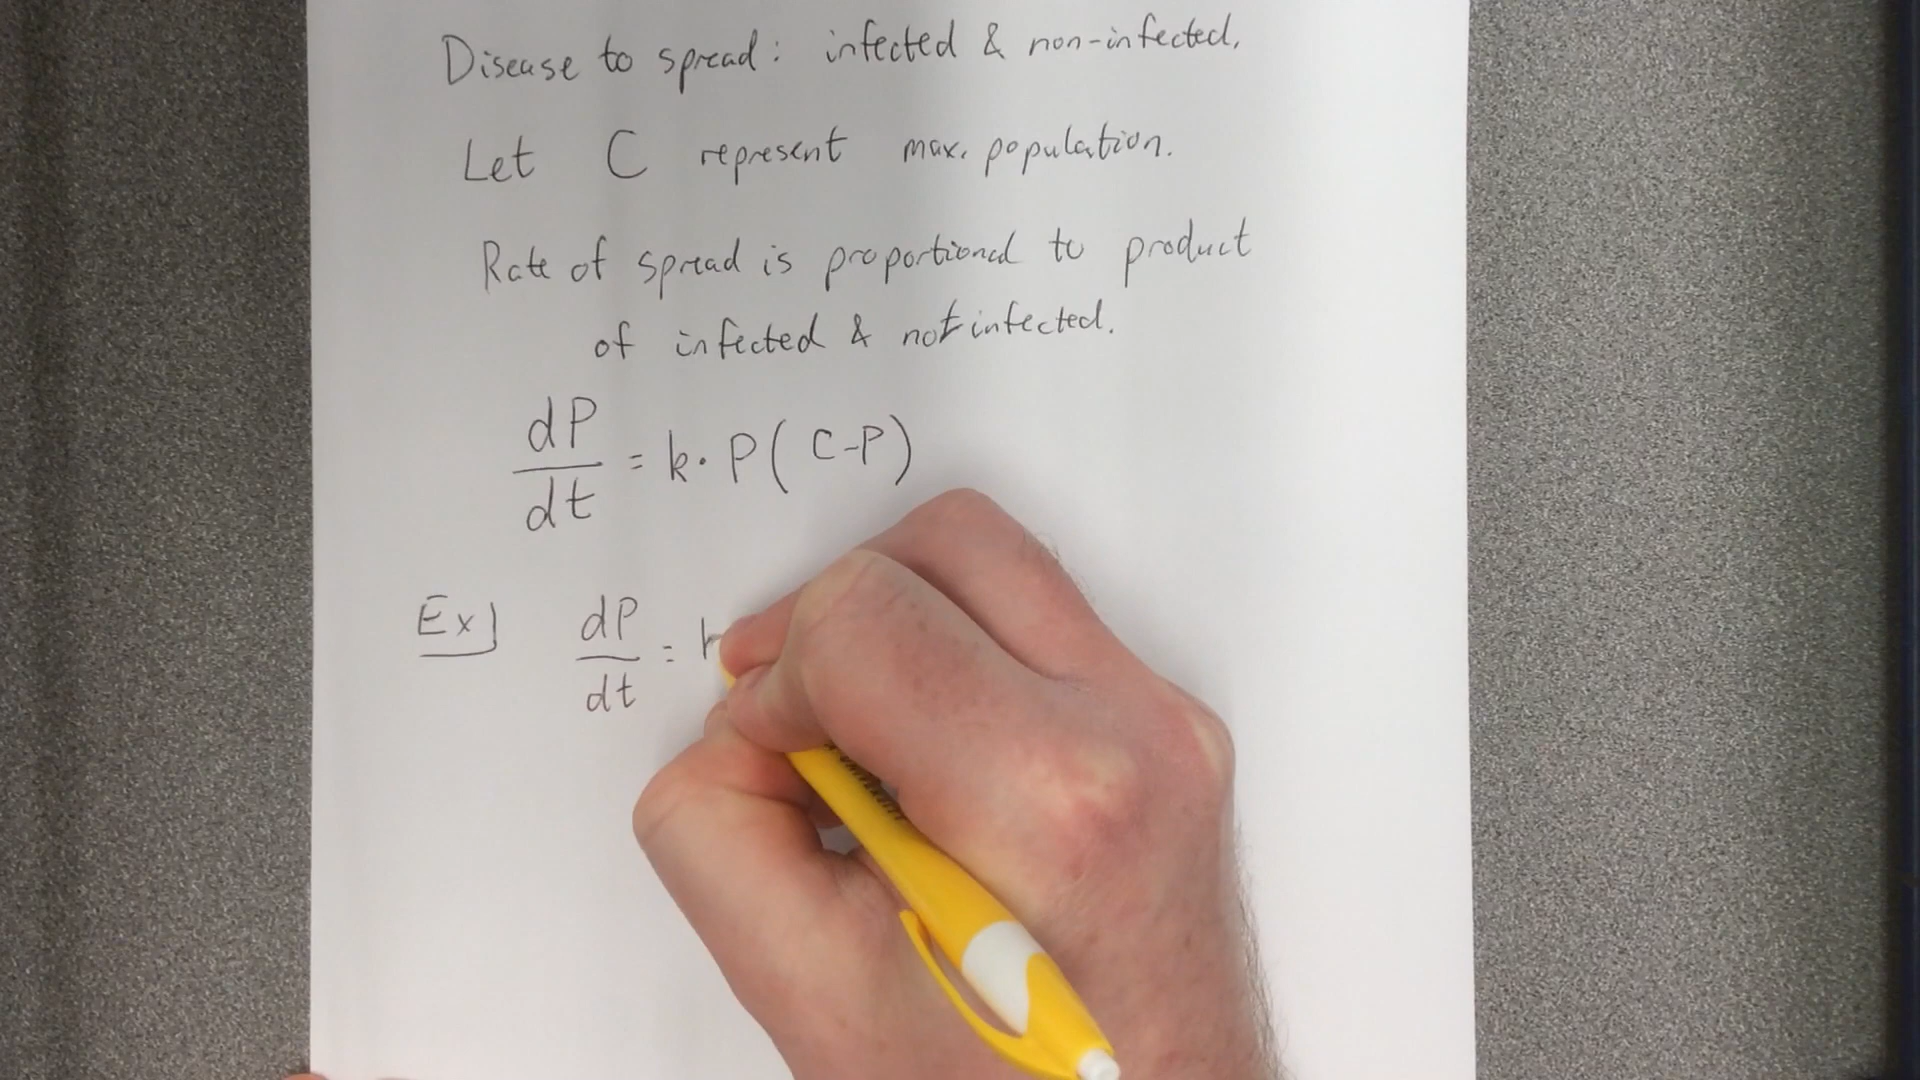 Disease to spread: infected & non-infected.
Let C represent max. population.
Rate of spread is proportional to product
of infected & not infected.
dP/dt = k · P( C-P)
Ex] dP/dt =